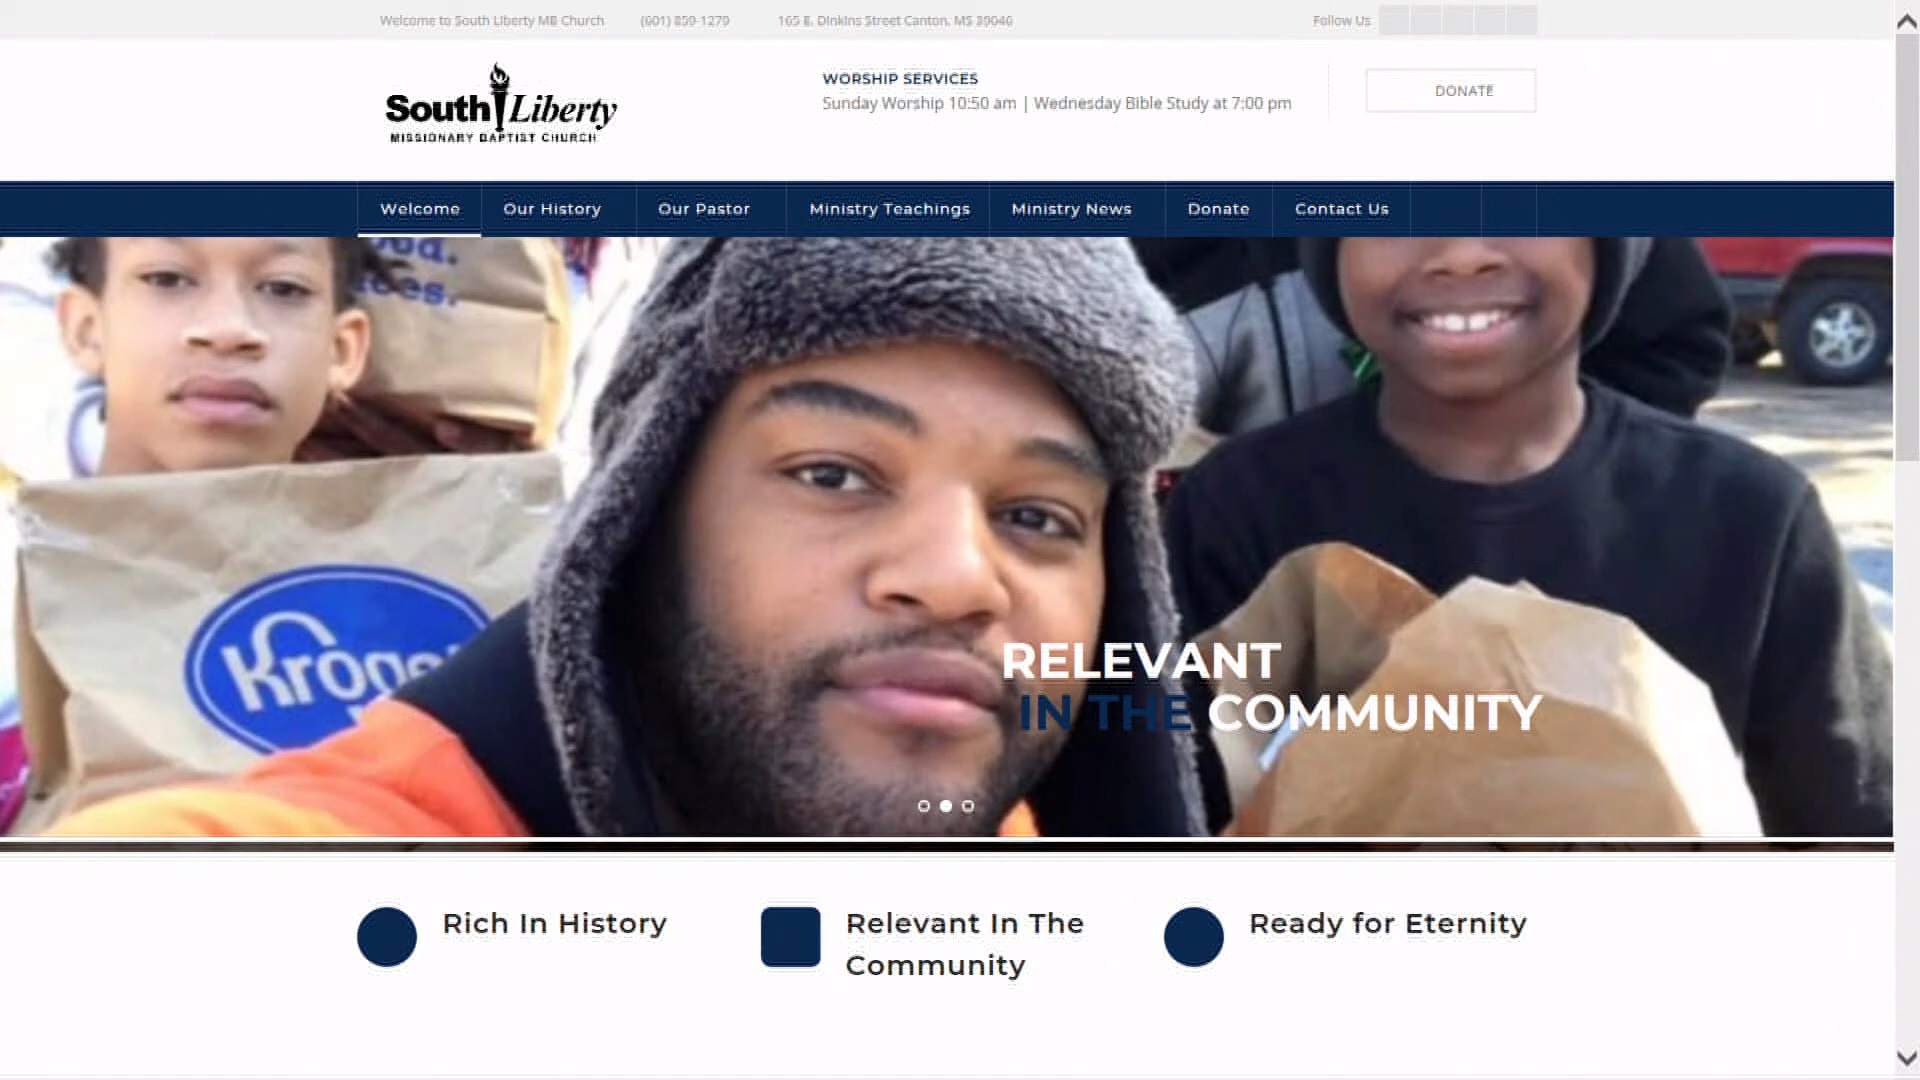 Welcome to South Liberty MB Church (601) 859-1279 165 E. Dinkins Street Canton, MS 39046 Follow Us
South Liberty
MISSIONARY BAPTIST CHURCH
WORSHIP SERVICES
Sunday Worship 10:50 am | Wednesday Bible Study at 7:00 pm
DONATE
Welcome Our History Our Pastor Ministry Teachings Ministry News Donate Contact Us
Kroger
RELEVANT
IN THE COMMUNITY
Rich In History
Relevant In The
Community
Ready for Eternity